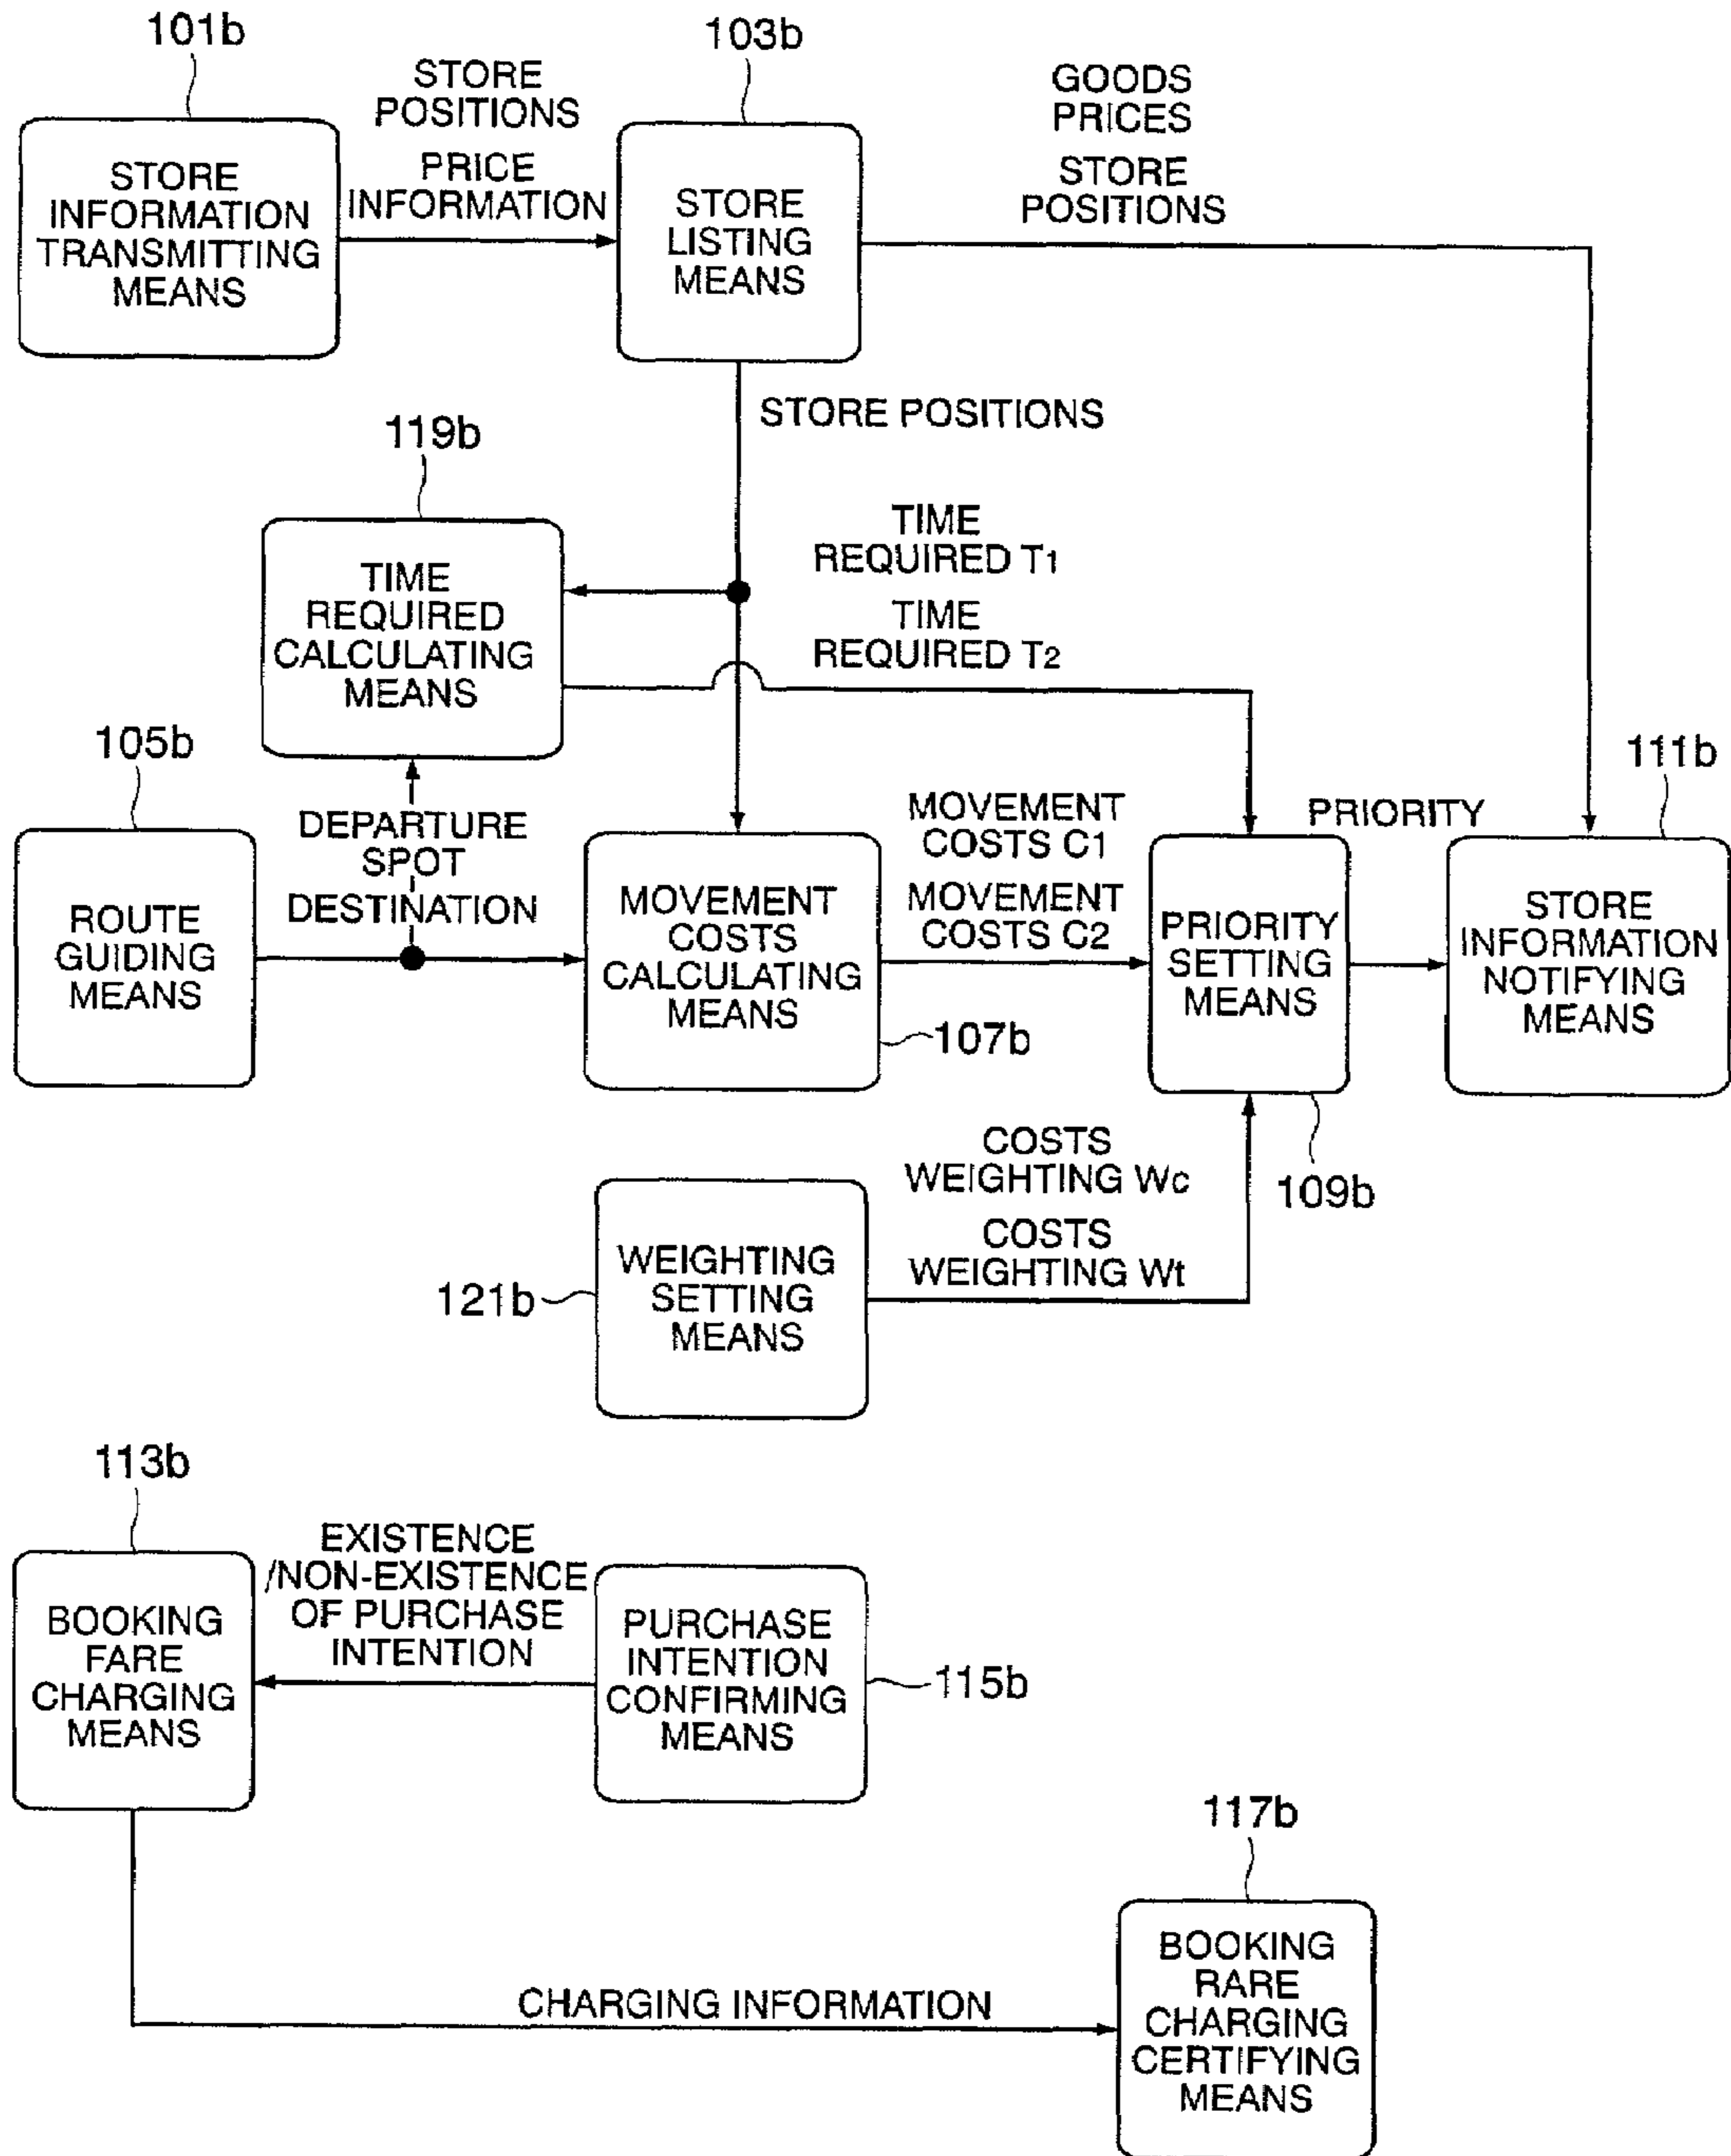 101b
103b
STORE
POSITIONS
PRICE
INFORMATION
GOODS
PRICES
STORE
POSITIONS
STORE
INFORMATION
TRANSMITTING
MEANS
STORE
LISTING
MEANS
STORE POSITIONS
119b
TIME
REQUIRED T1
TIME
REQUIRED T2
TIME
REQUIRED
CALCULATING
MEANS
105b
111b
DEPARTURE
SPOT
DESTINATION
MOVEMENT
COSTS C1
MOVEMENT
COSTS C2
PRIORITY
ROUTE
GUIDING
MEANS
MOVEMENT
COSTS
CALCULATING
MEANS
107b
PRIORITY
SETTING
MEANS
STORE
INFORMATION
NOTIFYING
MEANS
109b
COSTS
WEIGHTING Wc
COSTS
WEIGHTING Wt
121b
WEIGHTING
SETTING
MEANS
113b
EXISTENCE
/NON-EXISTENCE
OF PURCHASE
INTENTION
BOOKING
FARE
CHARGING
MEANS
PURCHASE
INTENTION
CONFIRMING
MEANS
115b
117b
CHARGING INFORMATION
BOOKING
RARE
CHARGING
CERTIFYING
MEANS